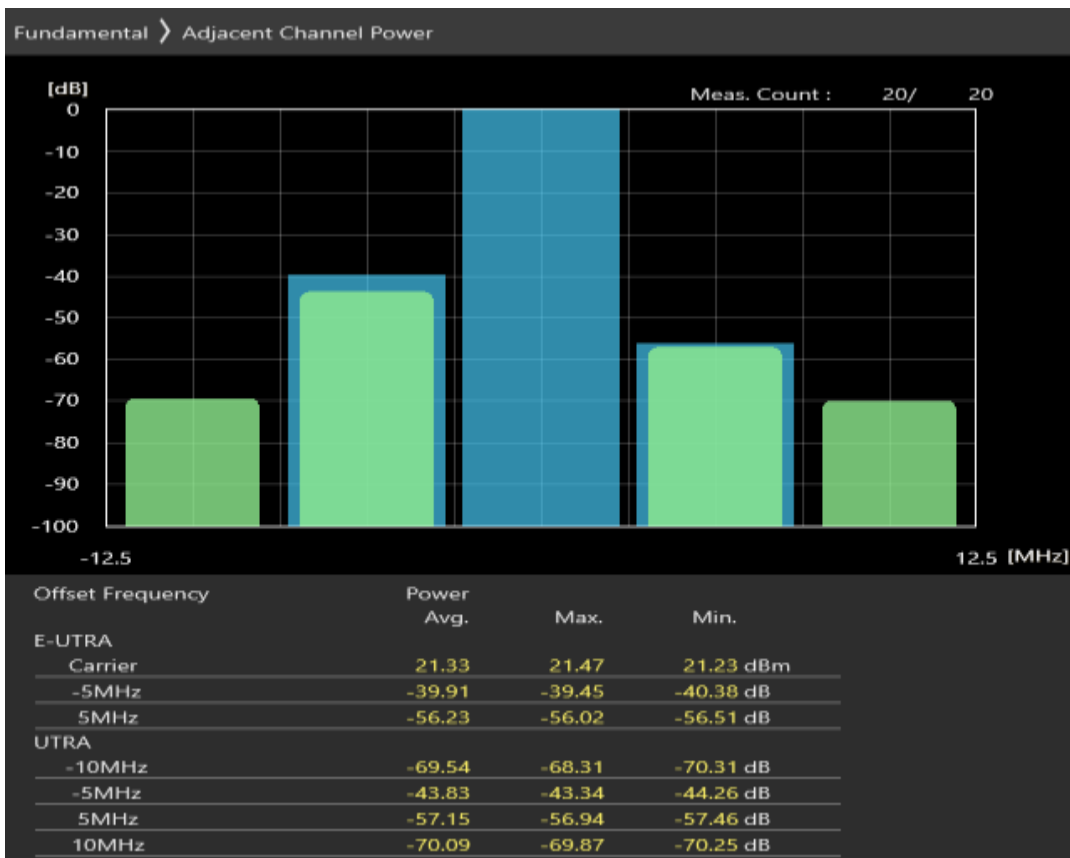 Fundamental 〉 Adjacent Channel Power
[dB]
Meas. Count : 20/ 20
0
-10
-20
-30
-40
-50
-60
-70
-80
-90
-100
-12.5 12.5 [MHz]
Offset Frequency Power
Avg. Max. Min.
E-UTRA
Carrier 21.33 21.47 21.23 dBm
-5MHz -39.91 -39.45 -40.38 dB
5MHz -56.23 -56.02 -56.51 dB
UTRA
-10MHz -69.54 -68.31 -70.31 dB
-5MHz -43.83 -43.34 -44.26 dB
5MHz -57.15 -56.94 -57.46 dB
10MHz -70.09 -69.87 -70.25 dB